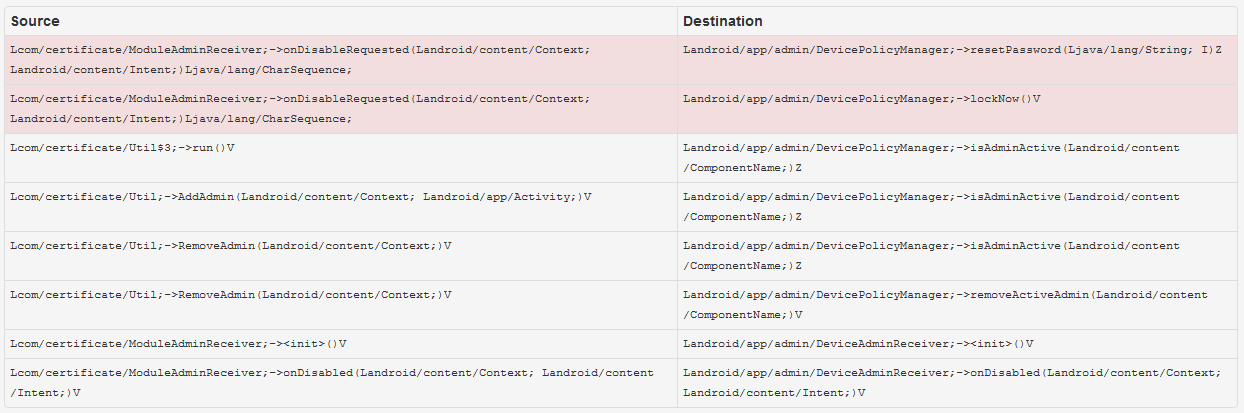 Source
Destination
Lcom/certificate/ModuleAdminReceiver;->onDisableRequested(Landroid/content/Context;
Landroid/content/Intent;)Ljava/lang/CharSequence;
Landroid/app/admin/DevicePolicyManager;->resetPassword(Ljava/lang/String; I)Z
Lcom/certificate/ModuleAdminReceiver;->onDisableRequested(Landroid/content/Context;
Landroid/content/Intent;)Ljava/lang/CharSequence;
Landroid/app/admin/DevicePolicyManager;->lockNow()V
Lcom/certificate/Util$3;->run()V
Landroid/app/admin/DevicePolicyManager;->isAdminActive(Landroid/content
/ComponentName;)Z
Lcom/certificate/Util;->AddAdmin(Landroid/content/Context; Landroid/app/Activity;)V
Landroid/app/admin/DevicePolicyManager;->isAdminActive(Landroid/content
/ComponentName;)Z
Lcom/certificate/Util;->RemoveAdmin(Landroid/content/Context;)V
Landroid/app/admin/DevicePolicyManager;->isAdminActive(Landroid/content
/ComponentName;)Z
Lcom/certificate/Util;->RemoveAdmin(Landroid/content/Context;)V
Landroid/app/admin/DevicePolicyManager;->removeActiveAdmin(Landroid/content
/ComponentName;)V
Lcom/certificate/ModuleAdminReceiver;-><init>()V
Landroid/app/admin/DeviceAdminReceiver;-><init>()V
Lcom/certificate/ModuleAdminReceiver;->onDisabled(Landroid/content/Context; Landroid/content
/Intent;)V
Landroid/app/admin/DeviceAdminReceiver;->onDisabled(Landroid/content/Context;
Landroid/content/Intent;)V